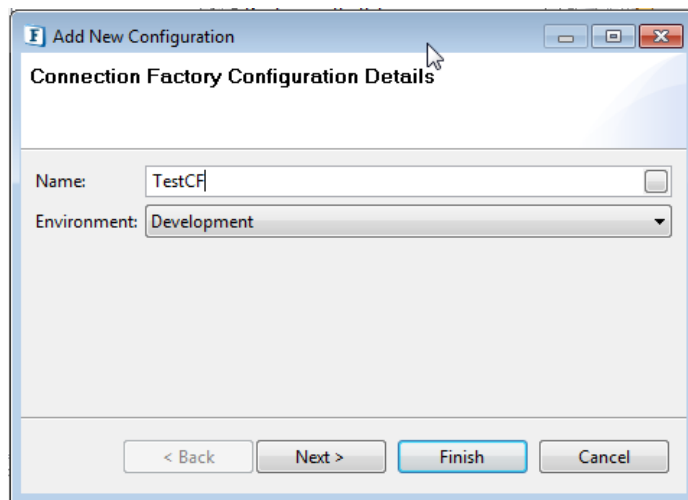 Add New Configuration
Connection Factory Configuration Details
Name: TestCF
Environment: Development
< Back Next > Finish Cancel